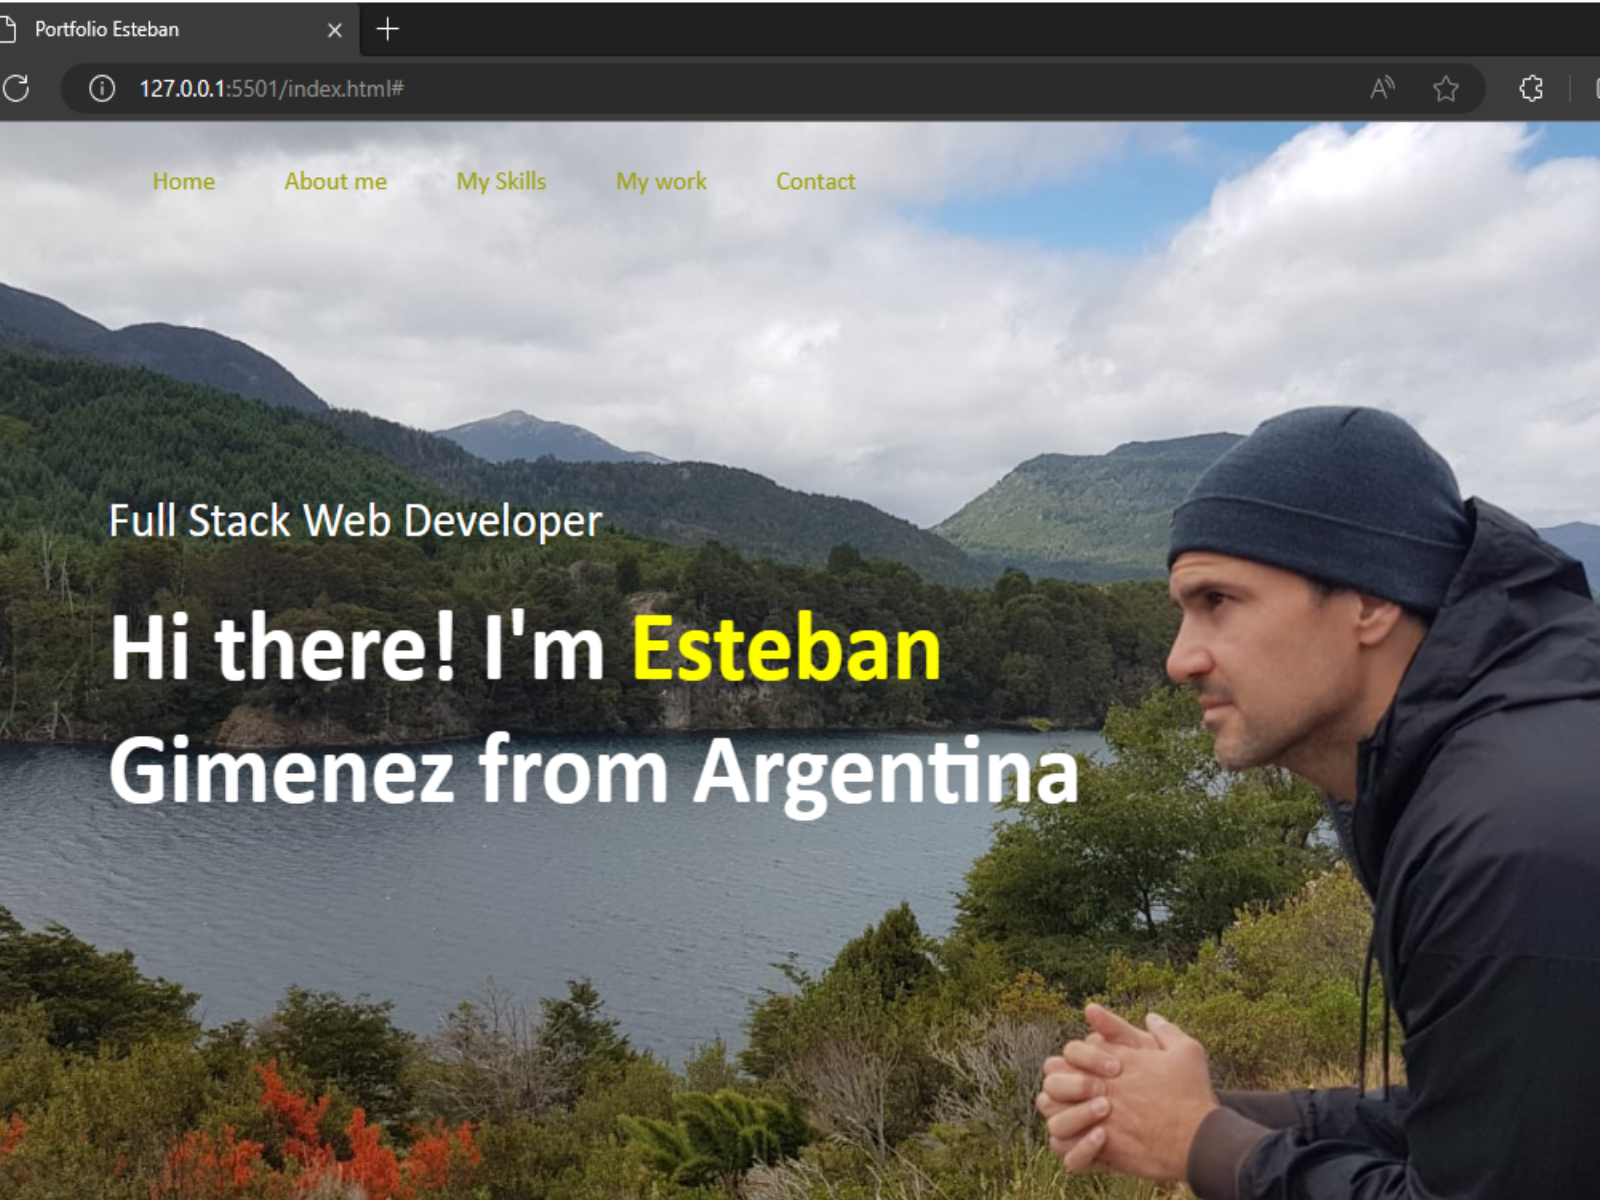 Portfolio Esteban
127.0.0.1:5501/index.html#
Home About me My Skills My work Contact
Full Stack Web Developer
Hi there! I'm Esteban
Gimenez from Argentina